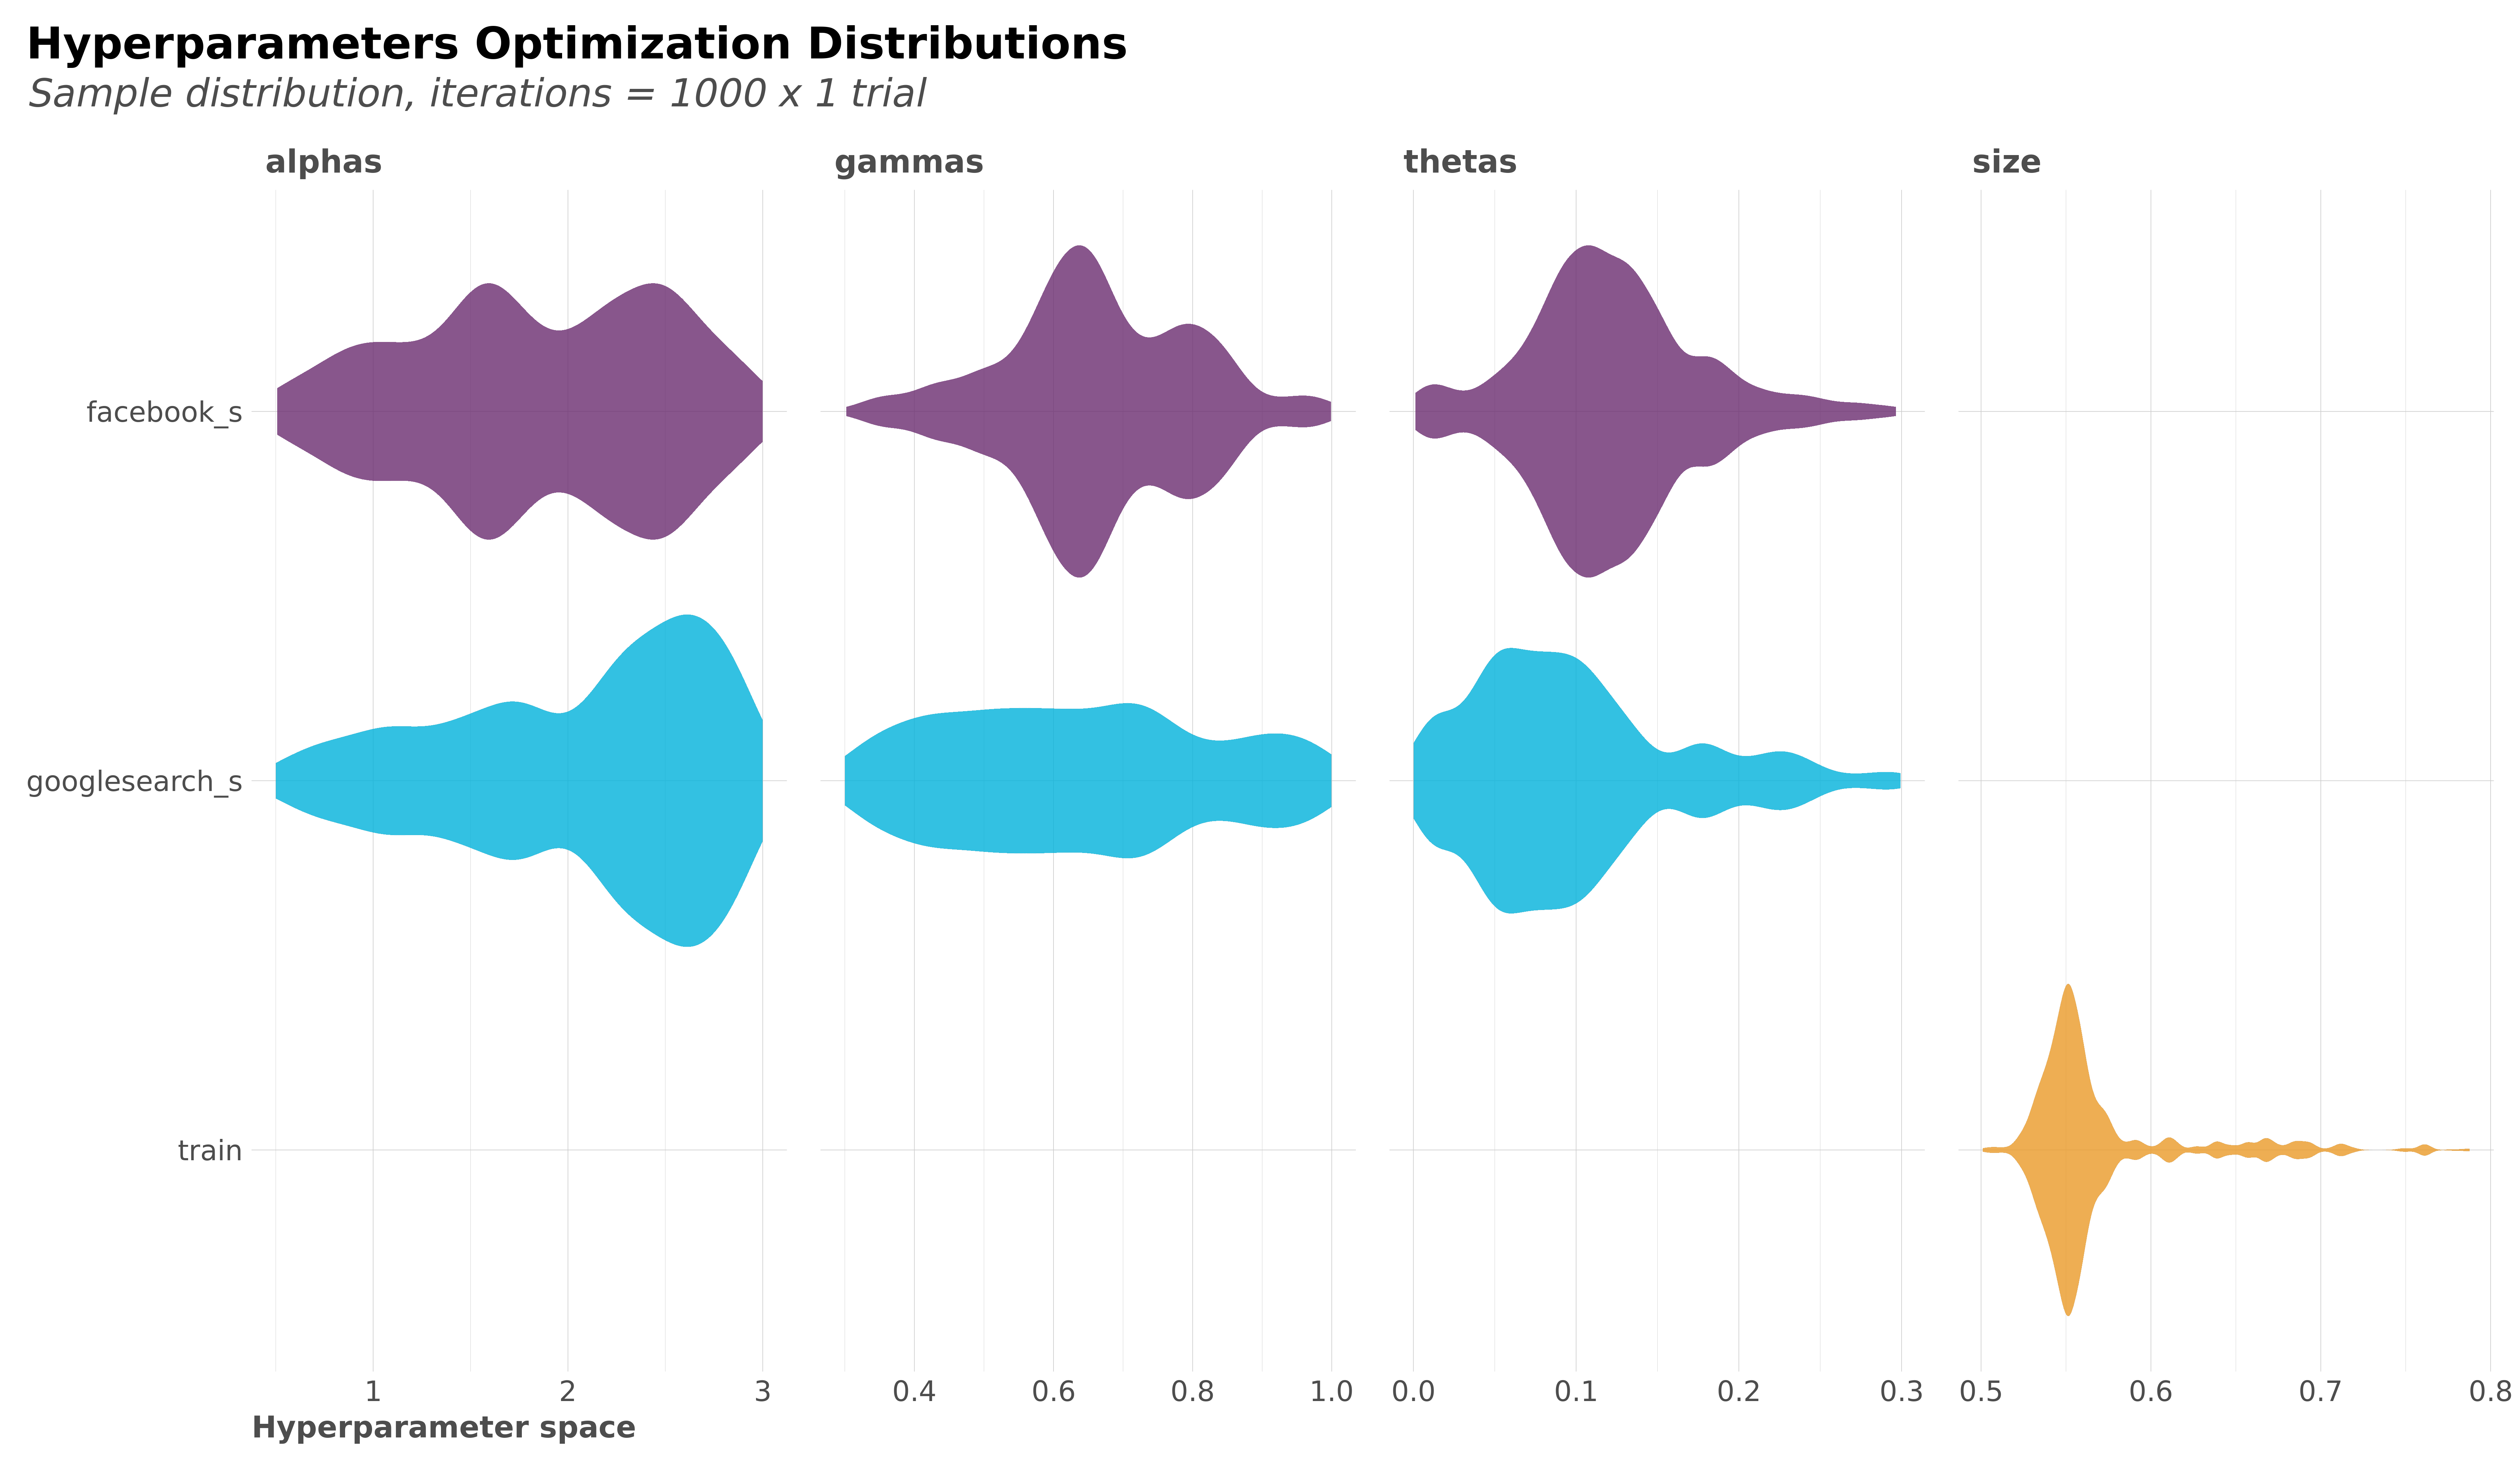 Hyperparameters Optimization Distributions
Sample distribution, iterations = 1000 x 1 trial
alphas gammas thetas size
facebook_s
googlesearch_s
train
1 2 3 0.4 0.6 0.8 1.0 0.0 0.1 0.2 0.3 0.5 0.6 0.7 0.8
Hyperparameter space